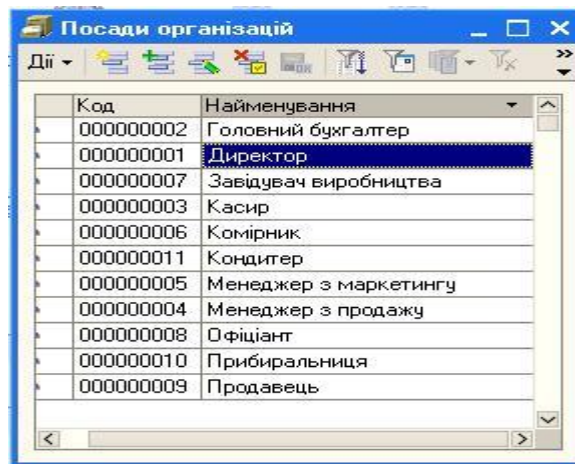 Посади організацій
Дії
Код Найменування
000000002 Головний бухгалтер
000000001 Директор
000000007 Завідувач виробництва
000000003 Касир
000000006 Комірник
000000011 Кондитер
000000005 Менеджер з маркетингу
000000004 Менеджер з продажу
000000008 Офіціант
000000010 Прибиральниця
000000009 Продавець